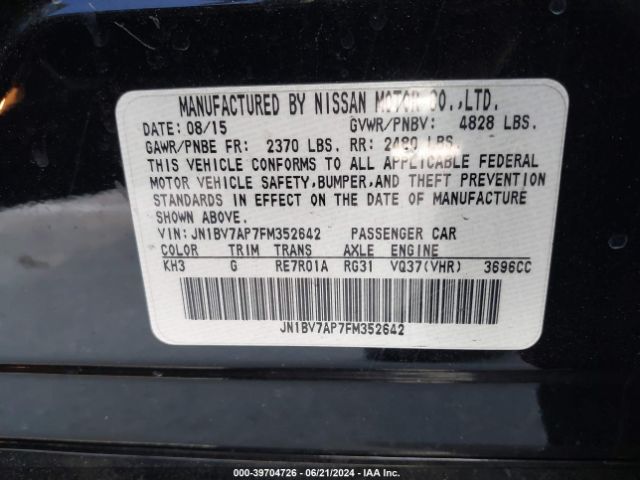 MANUFACTURED BY NISSAN MOTOR CO.,LTD.
DATE: 08/15 GVWR/PNBV: 4828 LBS.
GAWR/PNBE FR: 2370 LBS. RR: 2480 LBS.
THIS VEHICLE CONFORMS TO ALL APPLICABLE FEDERAL
MOTOR VEHICLE SAFETY,BUMPER,AND THEFT PREVENTION
STANDARDS IN EFFECT ON THE DATE OF MANUFACTURE
SHOWN ABOVE.
VIN: JN1BV7AP7FM352642 PASSENGER CAR
COLOR TRIM TRANS AXLE ENGINE
KH3 G RE7R01A RG31 VQ37(VHR) 3696CC
JN1BV7AP7FM352642
000-39704726 - 06/21/2024 - IAA Inc.